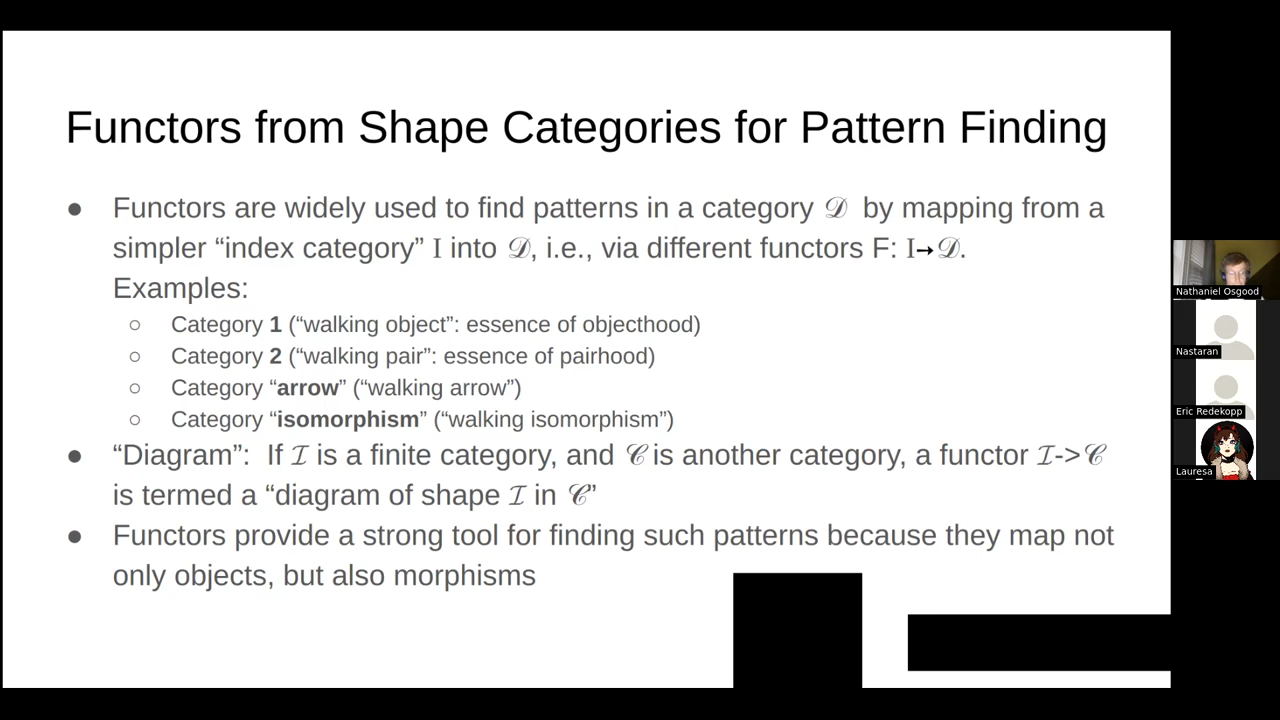 Functors from Shape Categories for Pattern Finding
● Functors are widely used to find patterns in a category 𝒟 by mapping from a
simpler “index category” I into 𝒟, i.e., via different functors F: I→𝒟.
Examples:
○ Category 1 (“walking object”: essence of objecthood)
○ Category 2 (“walking pair”: essence of pairhood)
○ Category “arrow” (“walking arrow”)
○ Category “isomorphism” (“walking isomorphism”)
● “Diagram”: If ℐ is a finite category, and 𝒞 is another category, a functor ℐ->𝒞
is termed a “diagram of shape ℐ in 𝒞”
● Functors provide a strong tool for finding such patterns because they map not
only objects, but also morphisms
Nathaniel Osgood
Nastaran
Eric Redekopp
Lauresa